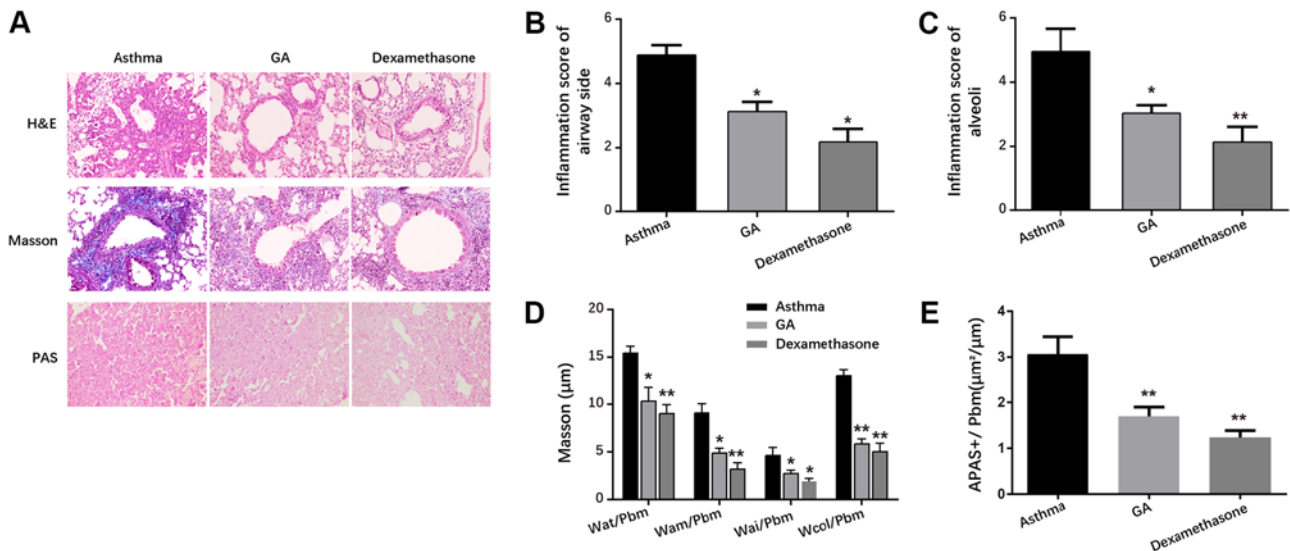 A
Asthma
GA
Dexamethasone
H&E
Masson
PAS
B
Inflammation score of
airway side
6
4
2
0
*
*
Asthma
GA
Dexamethasone
C
Inflammation score of
alveoli
6
4
2
0
*
**
Asthma
GA
Dexamethasone
D
Masson (μm)
20
15
10
5
0
Asthma
GA
Dexamethasone
*
**
*
**
*
*
**
**
Wat/Pbm
Wam/Pbm
Wai/Pbm
Wcol/Pbm
E
APAS+/ Pbm(μm²/μm)
4
3
2
1
0
**
**
Asthma
GA
Dexamethasone